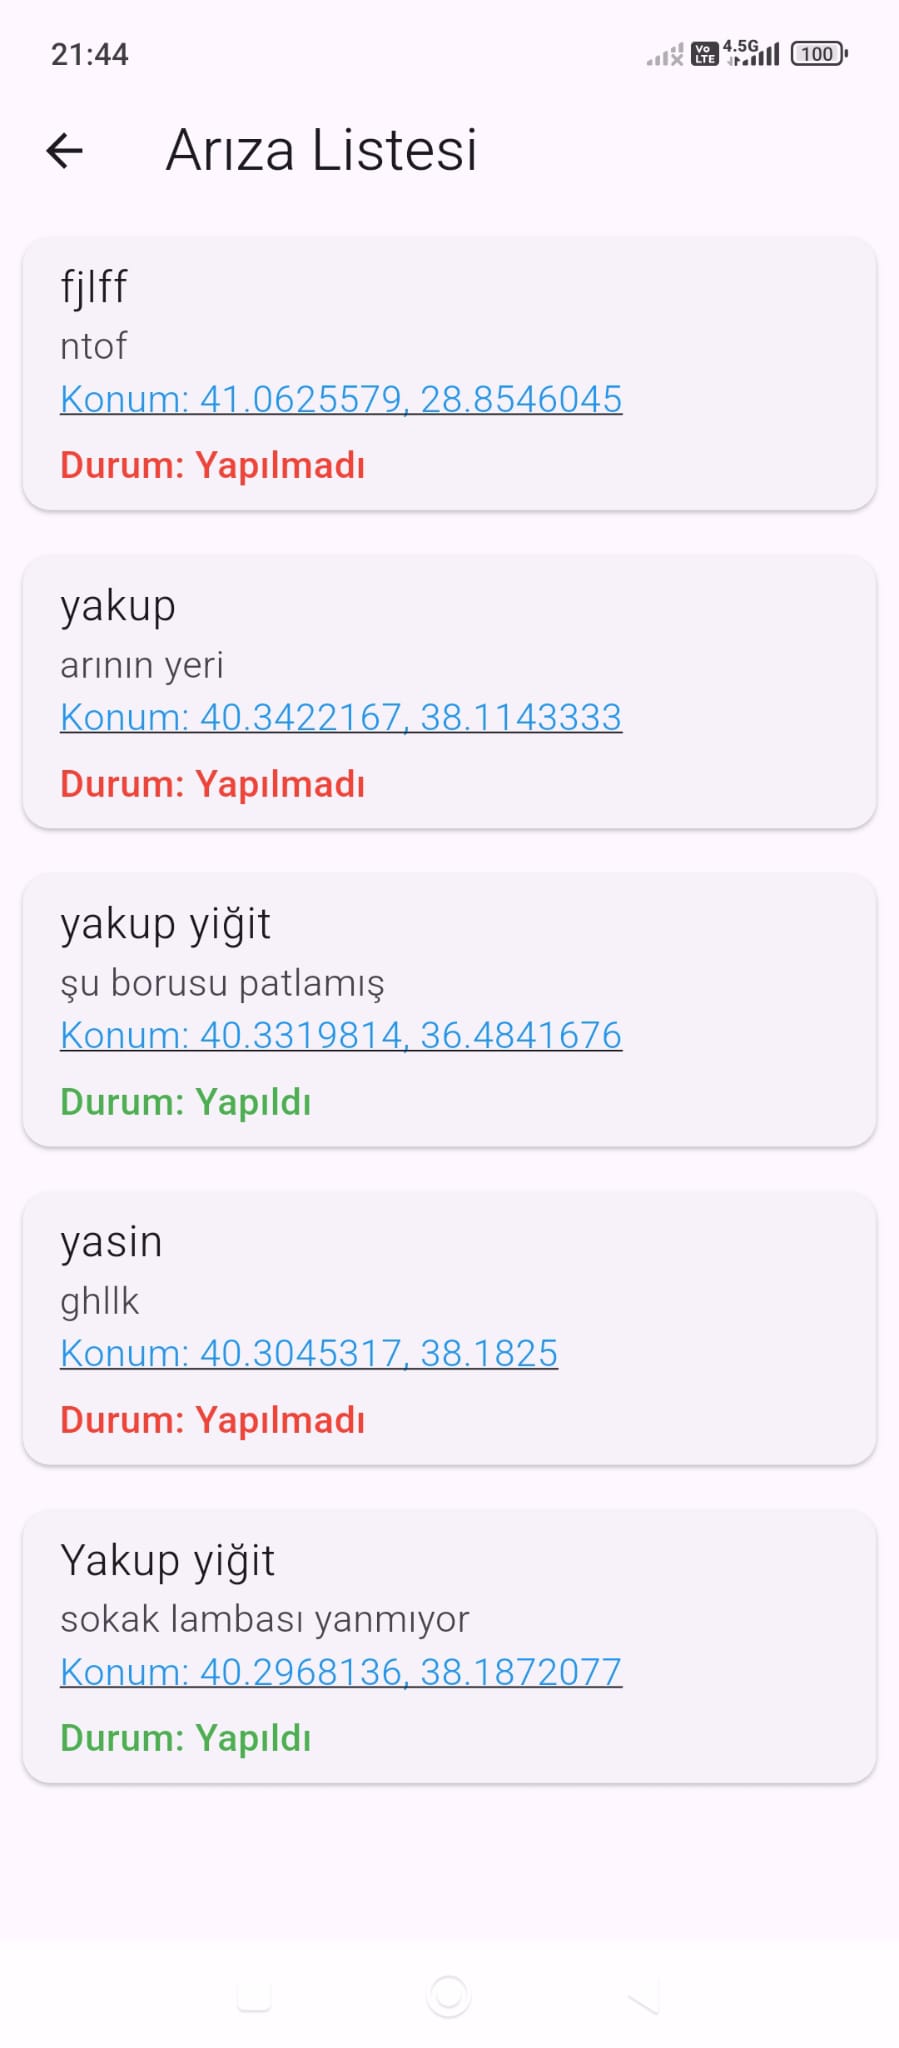 21:44
Vo LTE 4.5G 100
Arıza Listesi
fjlff
ntof
Konum: 41.0625579, 28.8546045
Durum: Yapılmadı
yakup
arının yeri
Konum: 40.3422167, 38.1143333
Durum: Yapılmadı
yakup yiğit
şu borusu patlamış
Konum: 40.3319814, 36.4841676
Durum: Yapıldı
yasin
ghllk
Konum: 40.3045317, 38.1825
Durum: Yapılmadı
Yakup yiğit
sokak lambası yanmıyor
Konum: 40.2968136, 38.1872077
Durum: Yapıldı